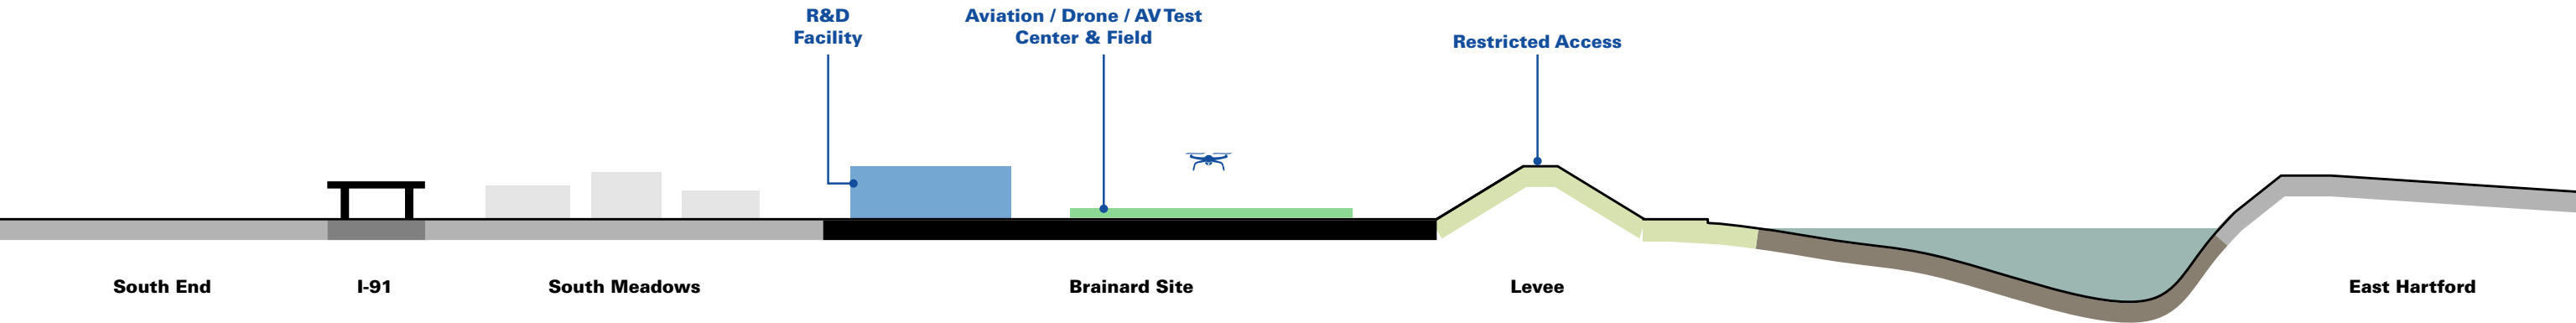 R&D
Facility
Aviation / Drone / AV Test
Center & Field
Restricted Access
South End
I-91
South Meadows
Brainard Site
Levee
East Hartford